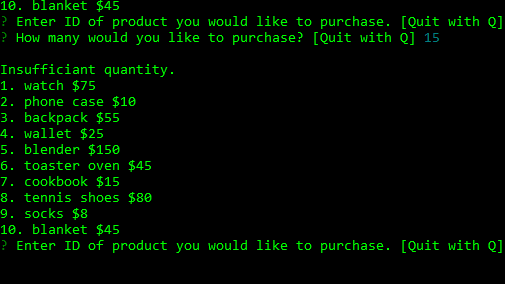 10. blanket $45
? Enter ID of product you would like to purchase. [Quit with Q]
? How many would you like to purchase? [Quit with Q] 15
Insufficiant quantity.
1. watch $75
2. phone case $10
3. backpack $55
4. wallet $25
5. blender $150
6. toaster oven $45
7. cookbook $15
8. tennis shoes $80
9. socks $8
10. blanket $45
? Enter ID of product you would like to purchase. [Quit with Q]